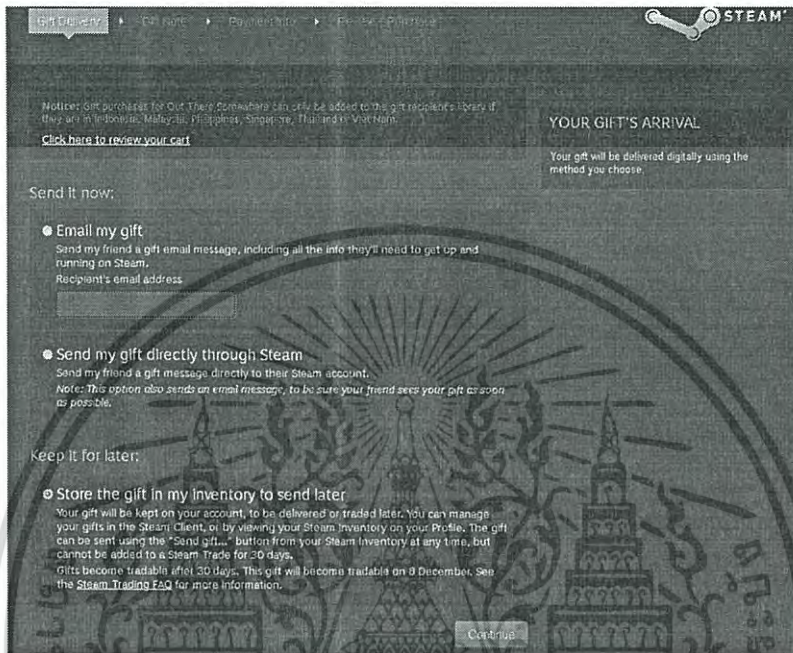 Gift Delivery
STEAM
Notice: Gift purchases for Out There Somewhere can only be added to the gift recipient's library if
they are in Indonesia, Malaysia, Philippines, Singapore, Thailand or Viet Nam.
Click here to review your cart
YOUR GIFT'S ARRIVAL
Your gift will be delivered digitally using the
method you choose.
Send it now:
Email my gift
Send my friend a gift email message, including all the info they'll need to get up and
running on Steam.
Recipient's email address
Send my gift directly through Steam
Send my friend a gift message directly to their Steam account.
Note: This option also sends an email message, to be sure your friend sees your gift as soon
as possible.
Keep it for later:
Store the gift in my inventory to send later
Your gift will be kept on your account, to be delivered or traded later. You can manage
your gifts in the Steam Client, or by viewing your Steam Inventory on your Profile. The gift
can be sent using the "Send gift..." button from your Steam Inventory at any time, but
cannot be added to a Steam Trade for 30 days.
Gifts become tradable after 30 days. This gift will become tradable on 8 December. See
the Steam Trading FAQ for more information.
Continue